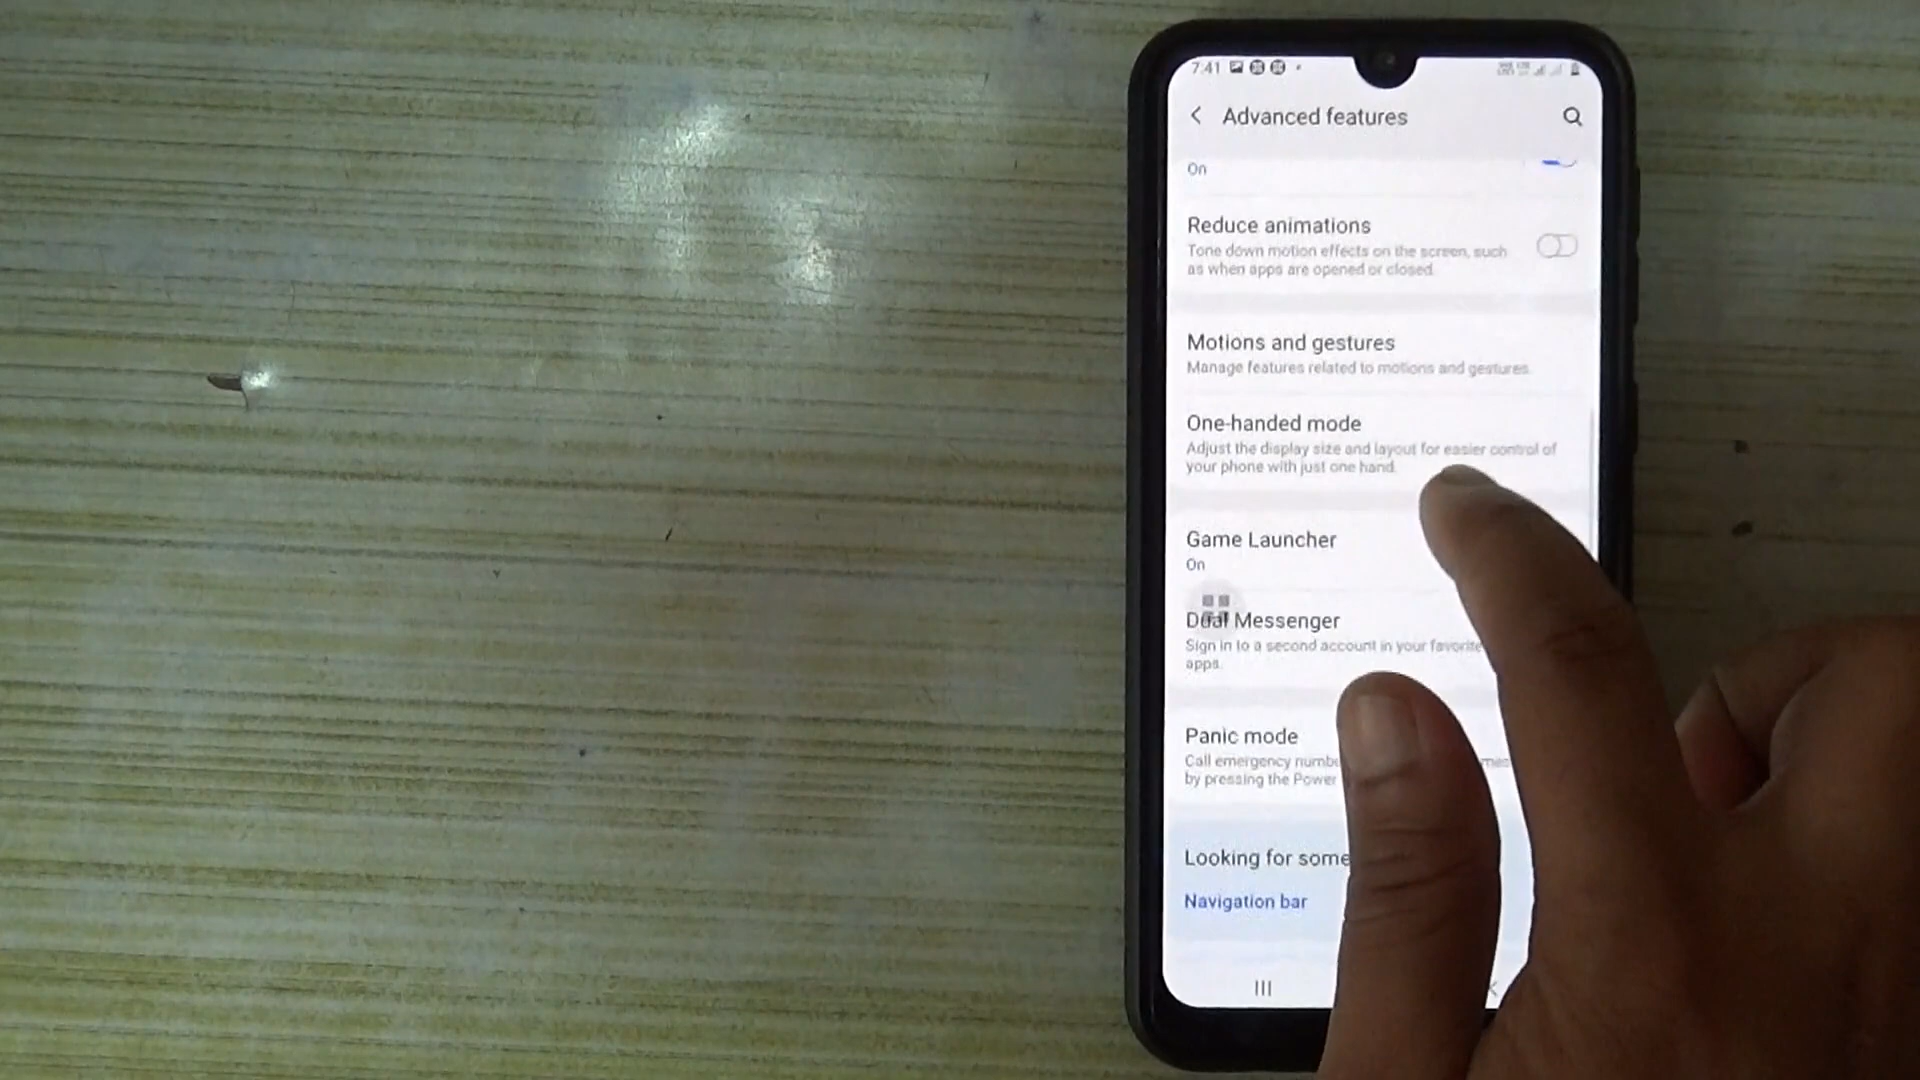 7:41
Advanced features
On
Reduce animations
Tone down motion effects on the screen, such
as when apps are opened or closed.
Motions and gestures
Manage features related to motions and gestures.
One-handed mode
Adjust the display size and layout for easier control of
your phone with just one hand.
Game Launcher
On
Dual Messenger
Sign in to a second account in your favorite
apps.
Panic mode
Call emergency
by pressing the Power
Looking for
Navigation bar